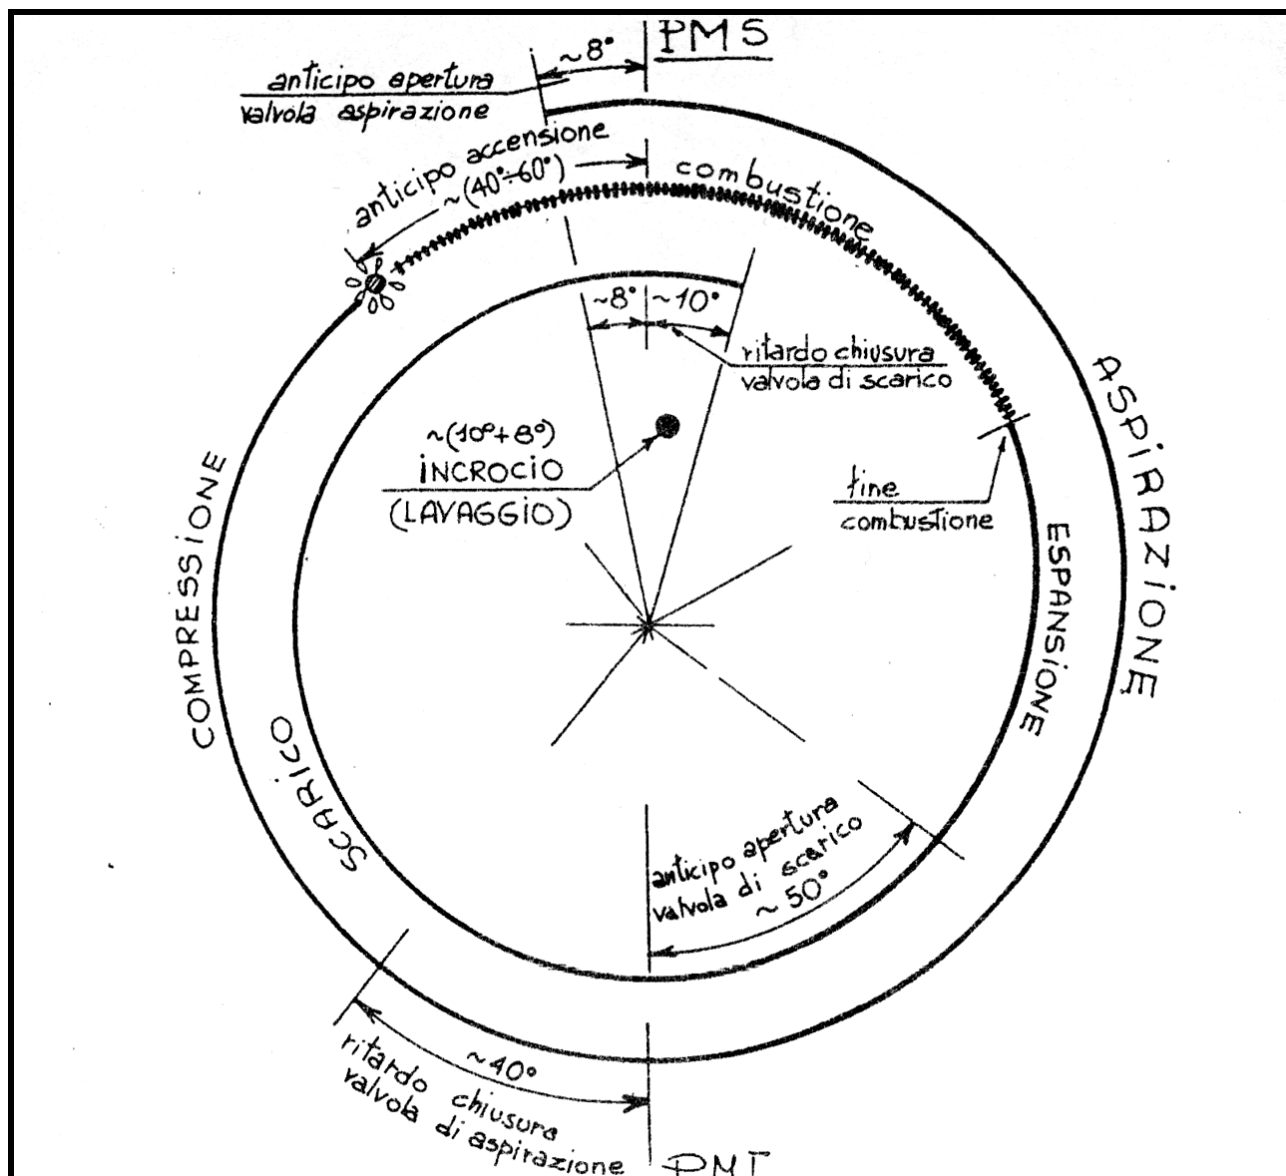 PMS
~8°
anticipo apertura
valvola aspirazione
anticipo accensione
~(40°÷60°)
combustione
~8°
~10°
ritardo chiusura
valvola di scarico
~(10°+8°)
INCROCIO
(LAVAGGIO)
fine
combustione
ASPIRAZIONE
ESPANSIONE
COMPRESSIONE
SCARICO
anticipo apertura
valvola di scarico
~50°
~40°
ritardo chiusura
valvola di aspirazione
PMI